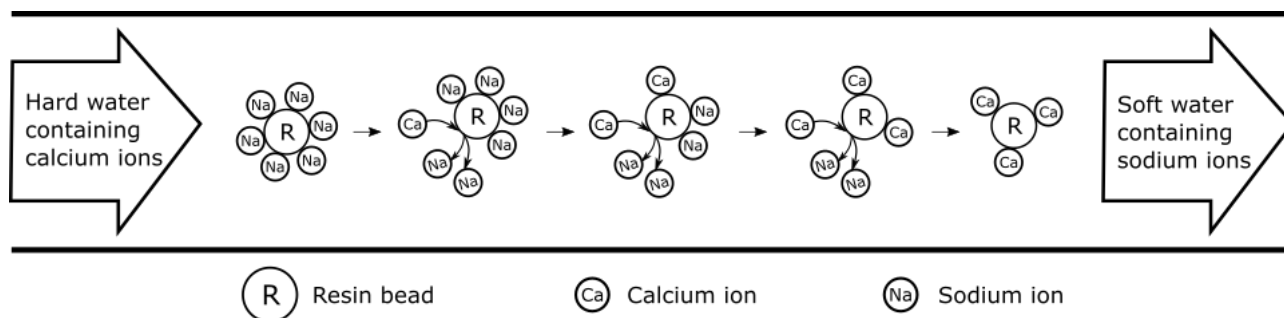 Hard water
containing
calcium ions
Na
Na
Na
R
Na
Na
Na
Na
Na
Na
R
Ca
Na
Na
Na
Ca
Na
R
Ca
Na
Na
Na
Ca
R
Ca
Ca
Na
Na
Ca
Ca
R
Ca
Soft water
containing
sodium ions
R Resin bead
Ca Calcium ion
Na Sodium ion